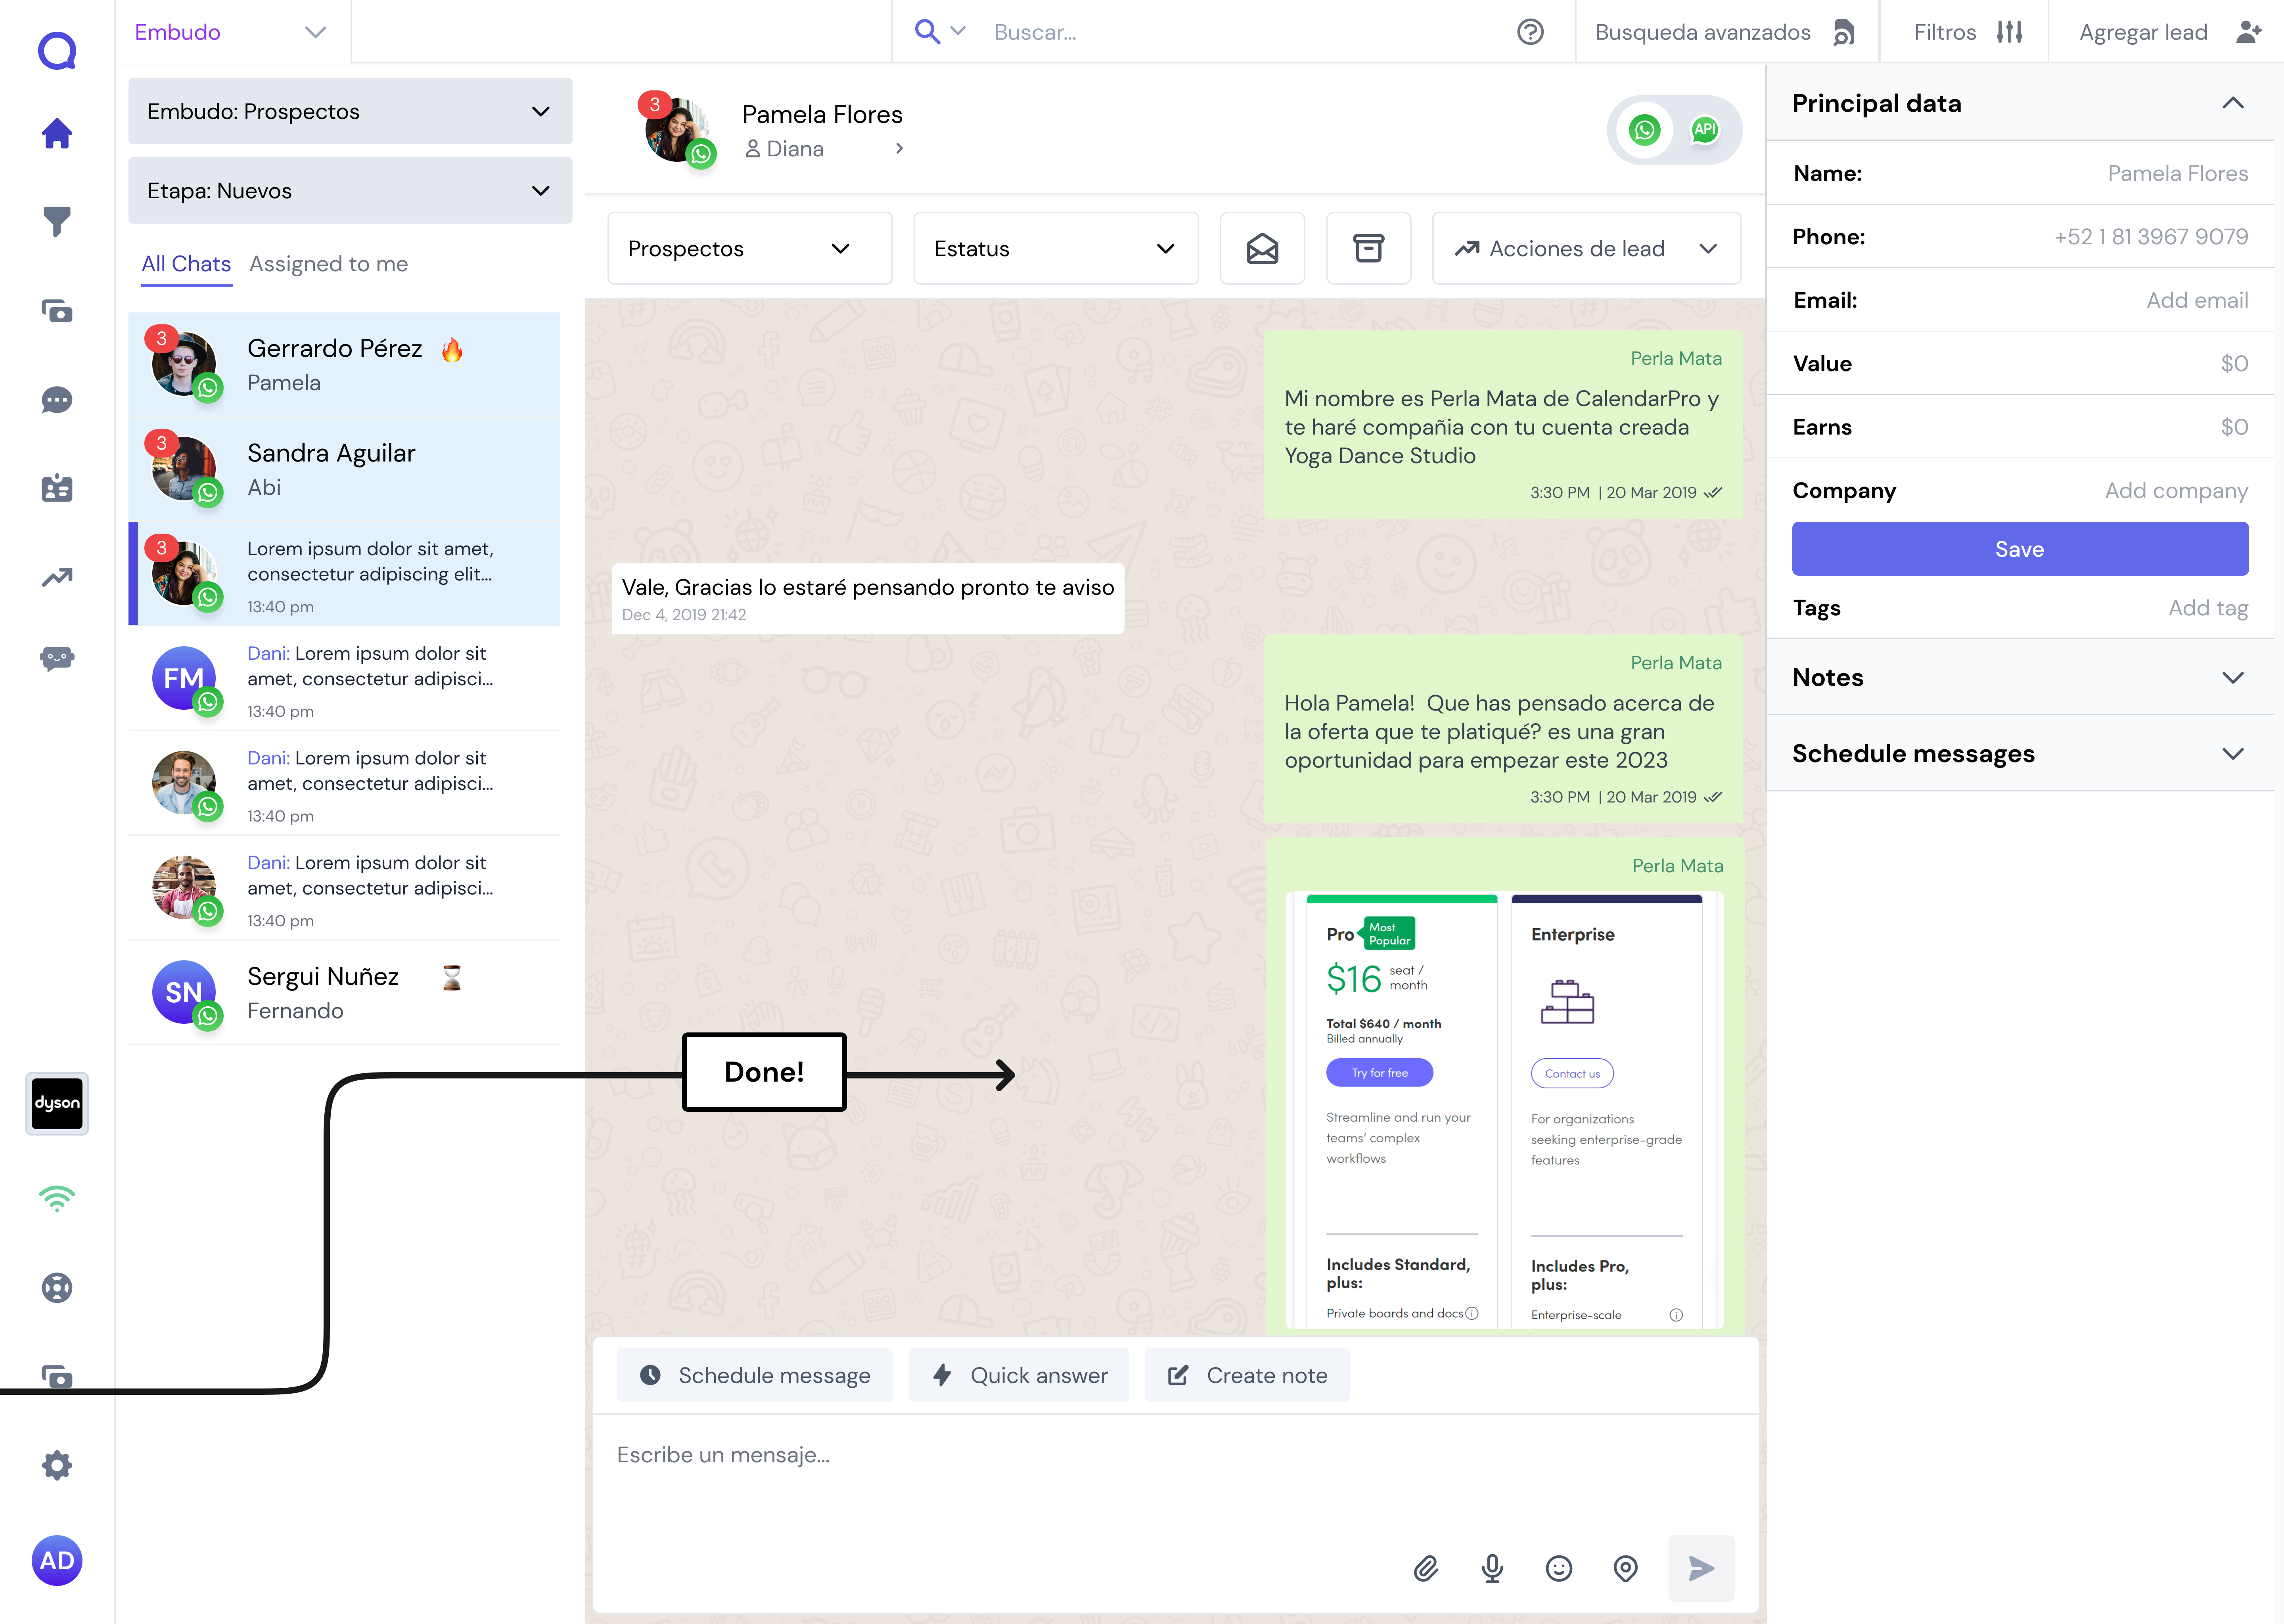 Embudo
Buscar...
Busqueda avanzados
Filtros
Agregar lead
Embudo: Prospectos
Etapa: Nuevos
All Chats
Assigned to me
3
Gerrardo Pérez
Pamela
3
Sandra Aguilar
Abi
3
Lorem ipsum dolor sit amet,
consectetur adipiscing elit...
13:40 pm
FM
Dani: Lorem ipsum dolor sit
amet, consectetur adipisci...
13:40 pm
Dani: Lorem ipsum dolor sit
amet, consectetur adipisci...
13:40 pm
Dani: Lorem ipsum dolor sit
amet, consectetur adipisci...
13:40 pm
SN
Sergui Nuñez
Fernando
dyson
AD
3
Pamela Flores
Diana
API
Prospectos
Estatus
Acciones de lead
Perla Mata
Mi nombre es Perla Mata de CalendarPro y
te haré compañia con tu cuenta creada
Yoga Dance Studio
3:30 PM | 20 Mar 2019
Vale, Gracias lo estaré pensando pronto te aviso
Dec 4, 2019 21:42
Perla Mata
Hola Pamela! Que has pensado acerca de
la oferta que te platiqué? es una gran
oportunidad para empezar este 2023
3:30 PM | 20 Mar 2019
Perla Mata
Pro
Most
Popular
$16
seat /
month
Total $640 / month
Billed annually
Try for free
Streamline and run your
teams' complex
workflows
Includes Standard,
plus:
Private boards and docs
Enterprise
Contact us
For organizations
seeking enterprise-grade
features
Includes Pro,
plus:
Enterprise-scale
Done!
Schedule message
Quick answer
Create note
Escribe un mensaje...
Principal data
Name:
Pamela Flores
Phone:
+52 1 81 3967 9079
Email:
Add email
Value
$0
Earns
$0
Company
Add company
Save
Tags
Add tag
Notes
Schedule messages